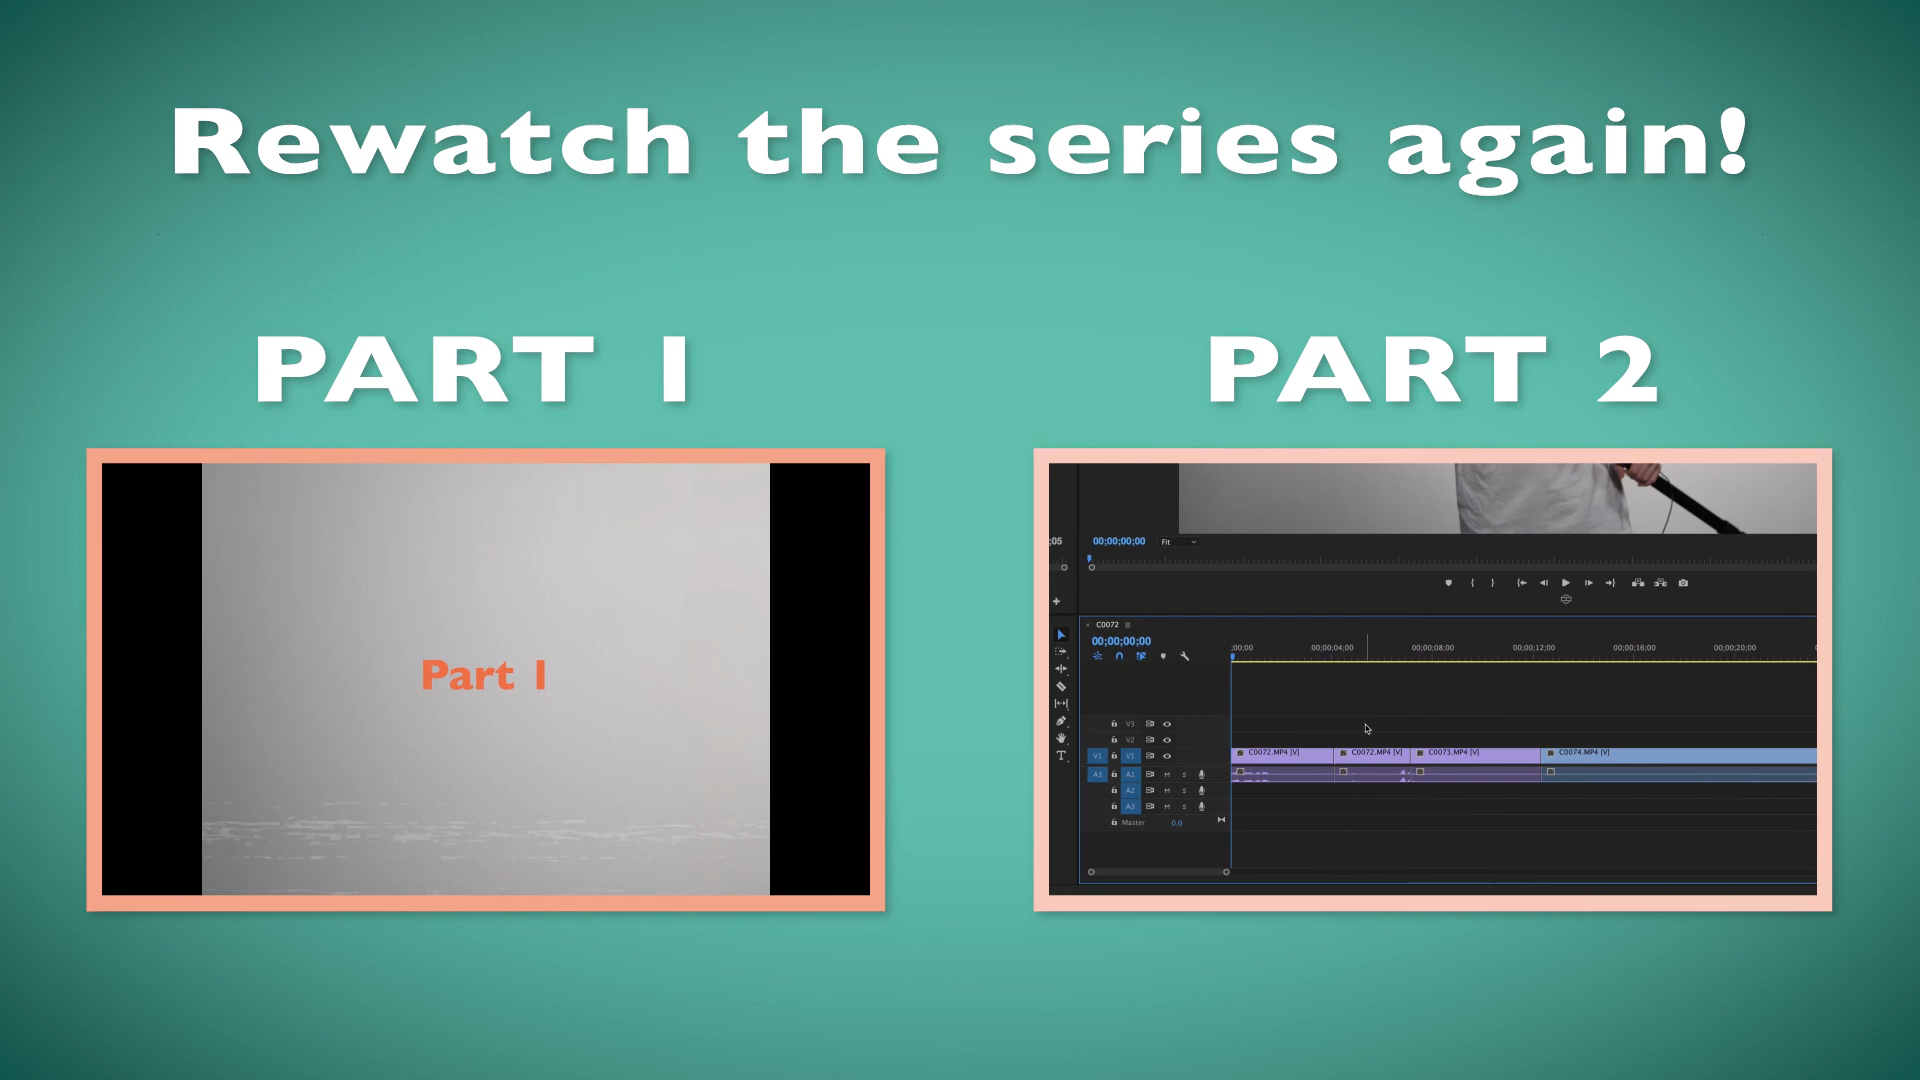 Rewatch the series again!
PART 1
PART 2
Part 1
;05
00;00;00;00
Fit
C0072
00;00;00;00
;00;00
00;00;04;00
00;00;08;00
00;00;12;00
00;00;16;00
00;00;20;00
V3
V2
V1 V1 C0072.MP4 [V] C0072.MP4 [V] C0073.MP4 [V] C0074.MP4 [V]
A1 A1 M S
A2 M S
A3 M S
Master 0.0